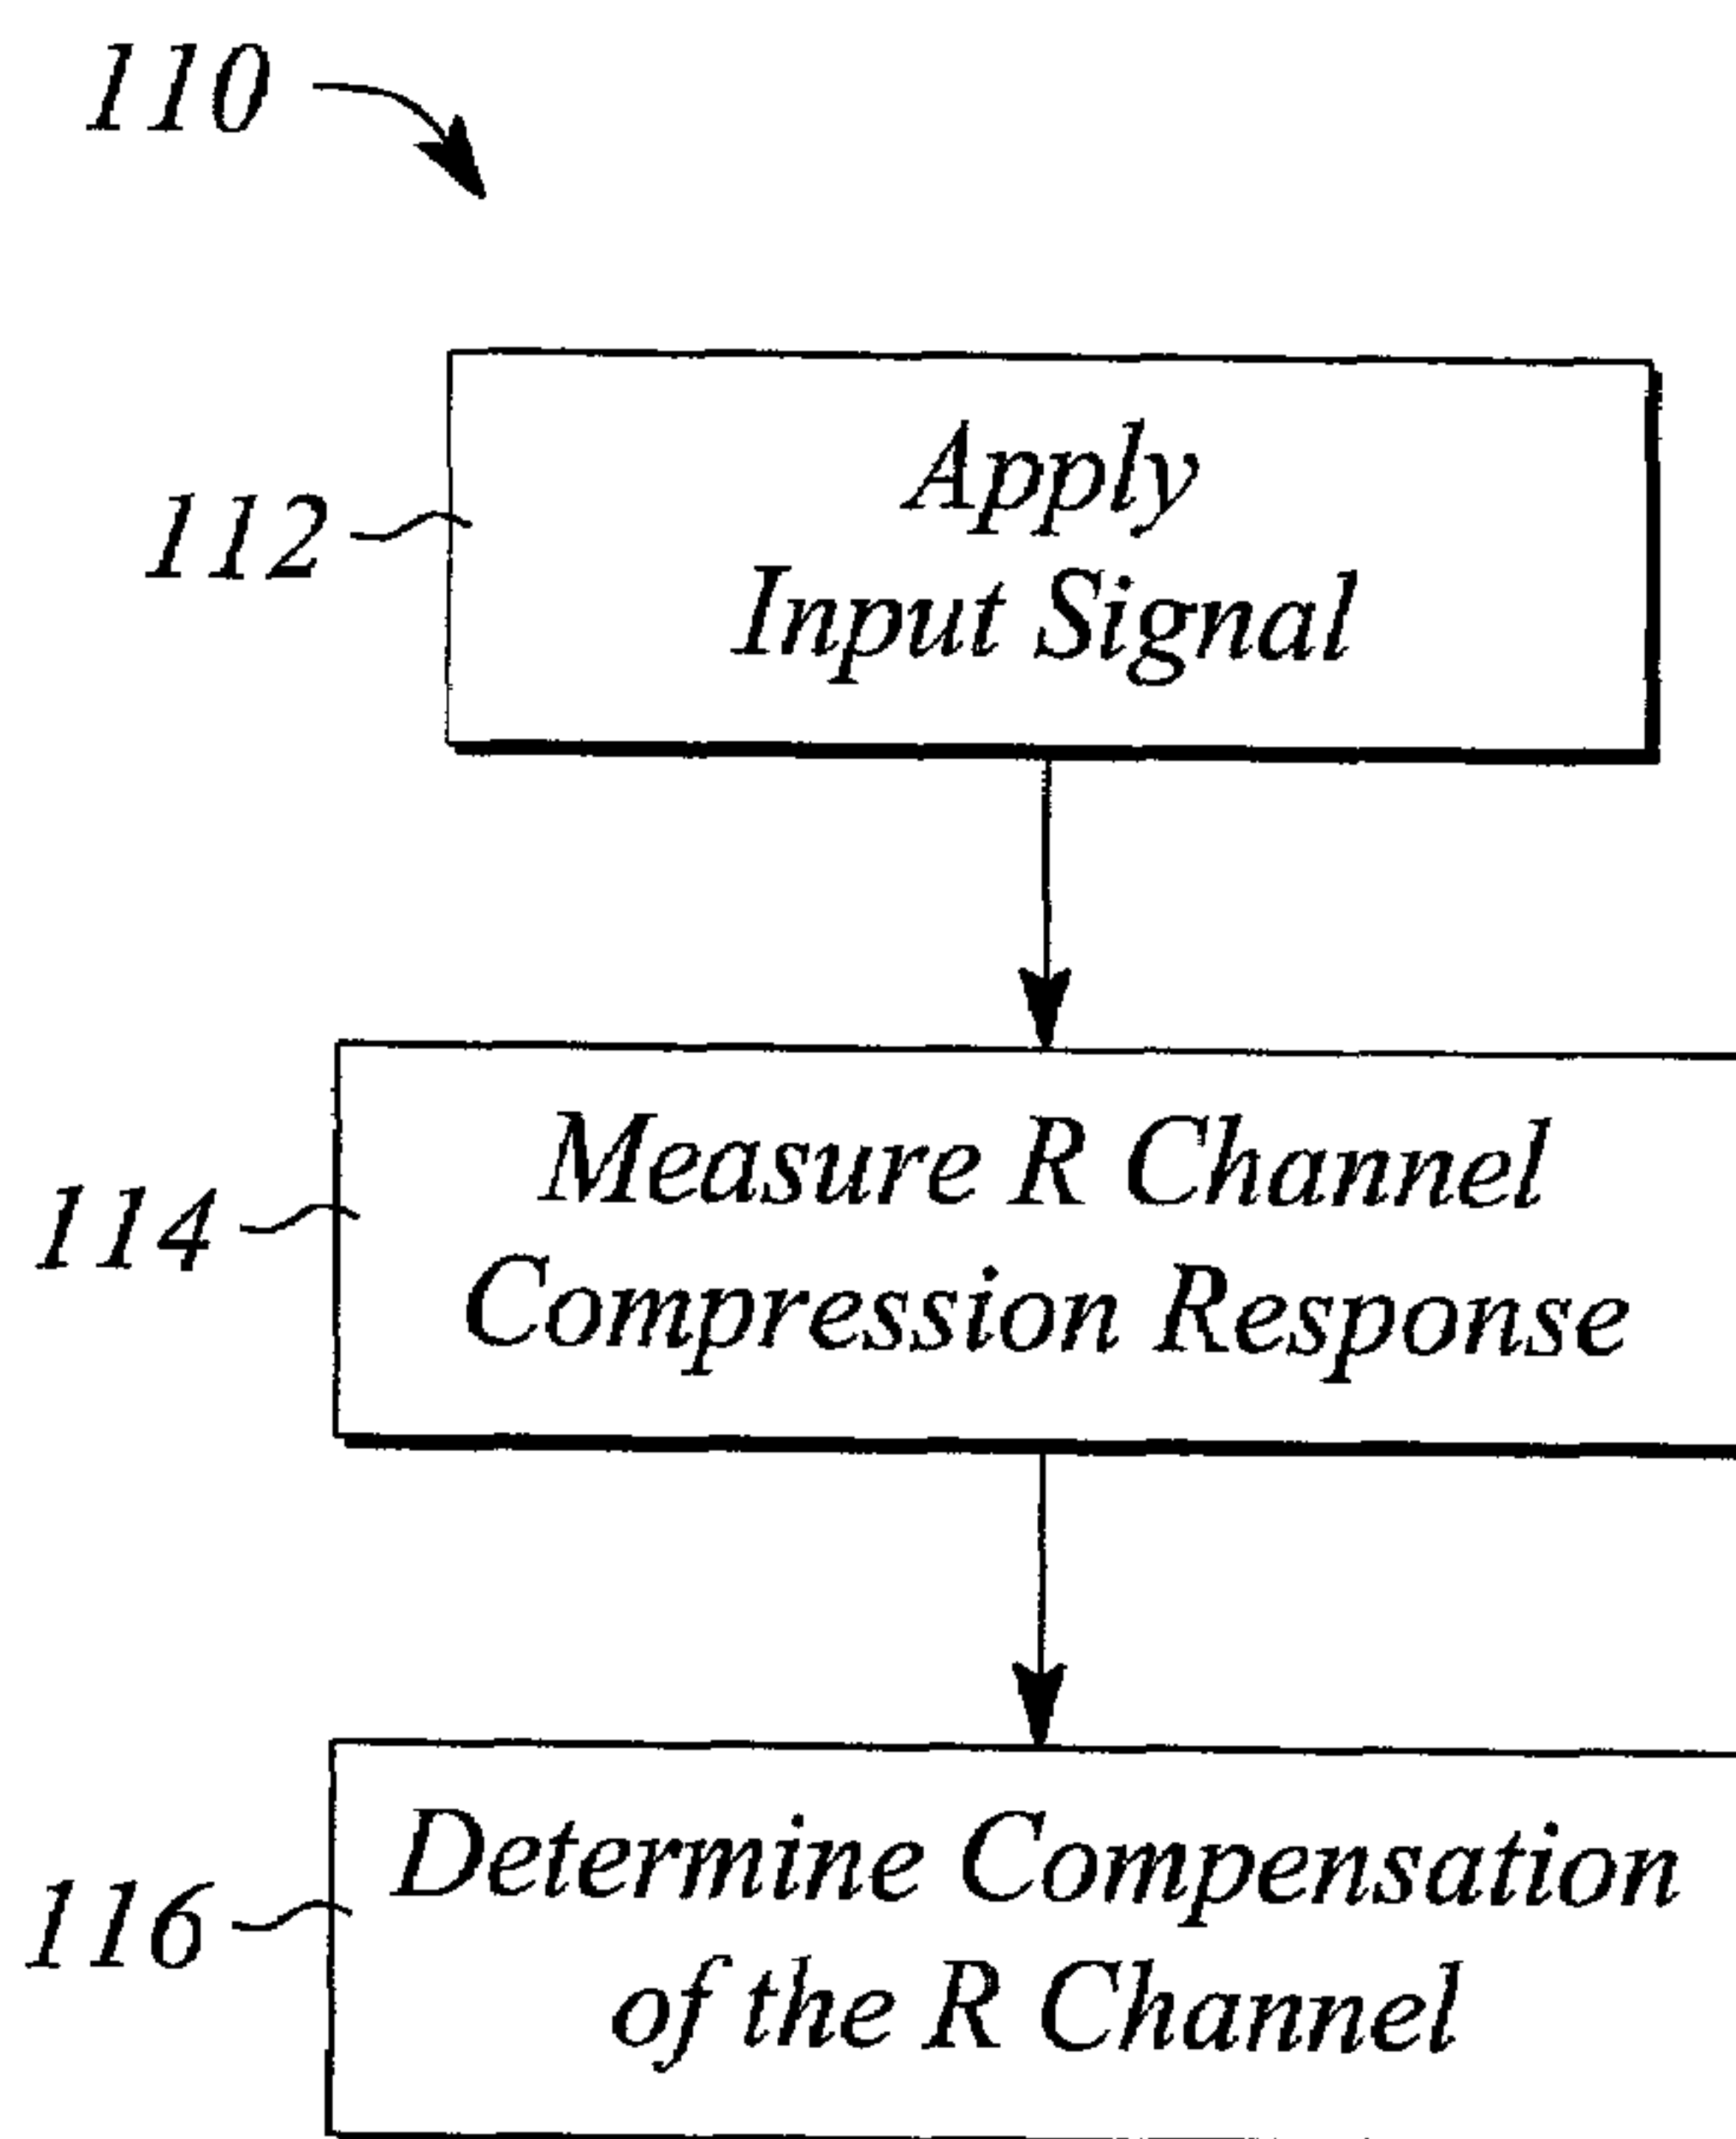 110
112
Apply
Input Signal
114
Measure R Channel
Compression Response
116
Determine Compensation
of the R Channel